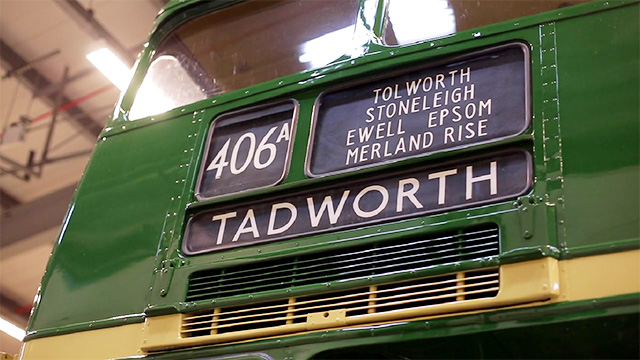 406A
TOLWORTH
STONELEIGH
EWELL EPSOM
MERLAND RISE
TADWORTH